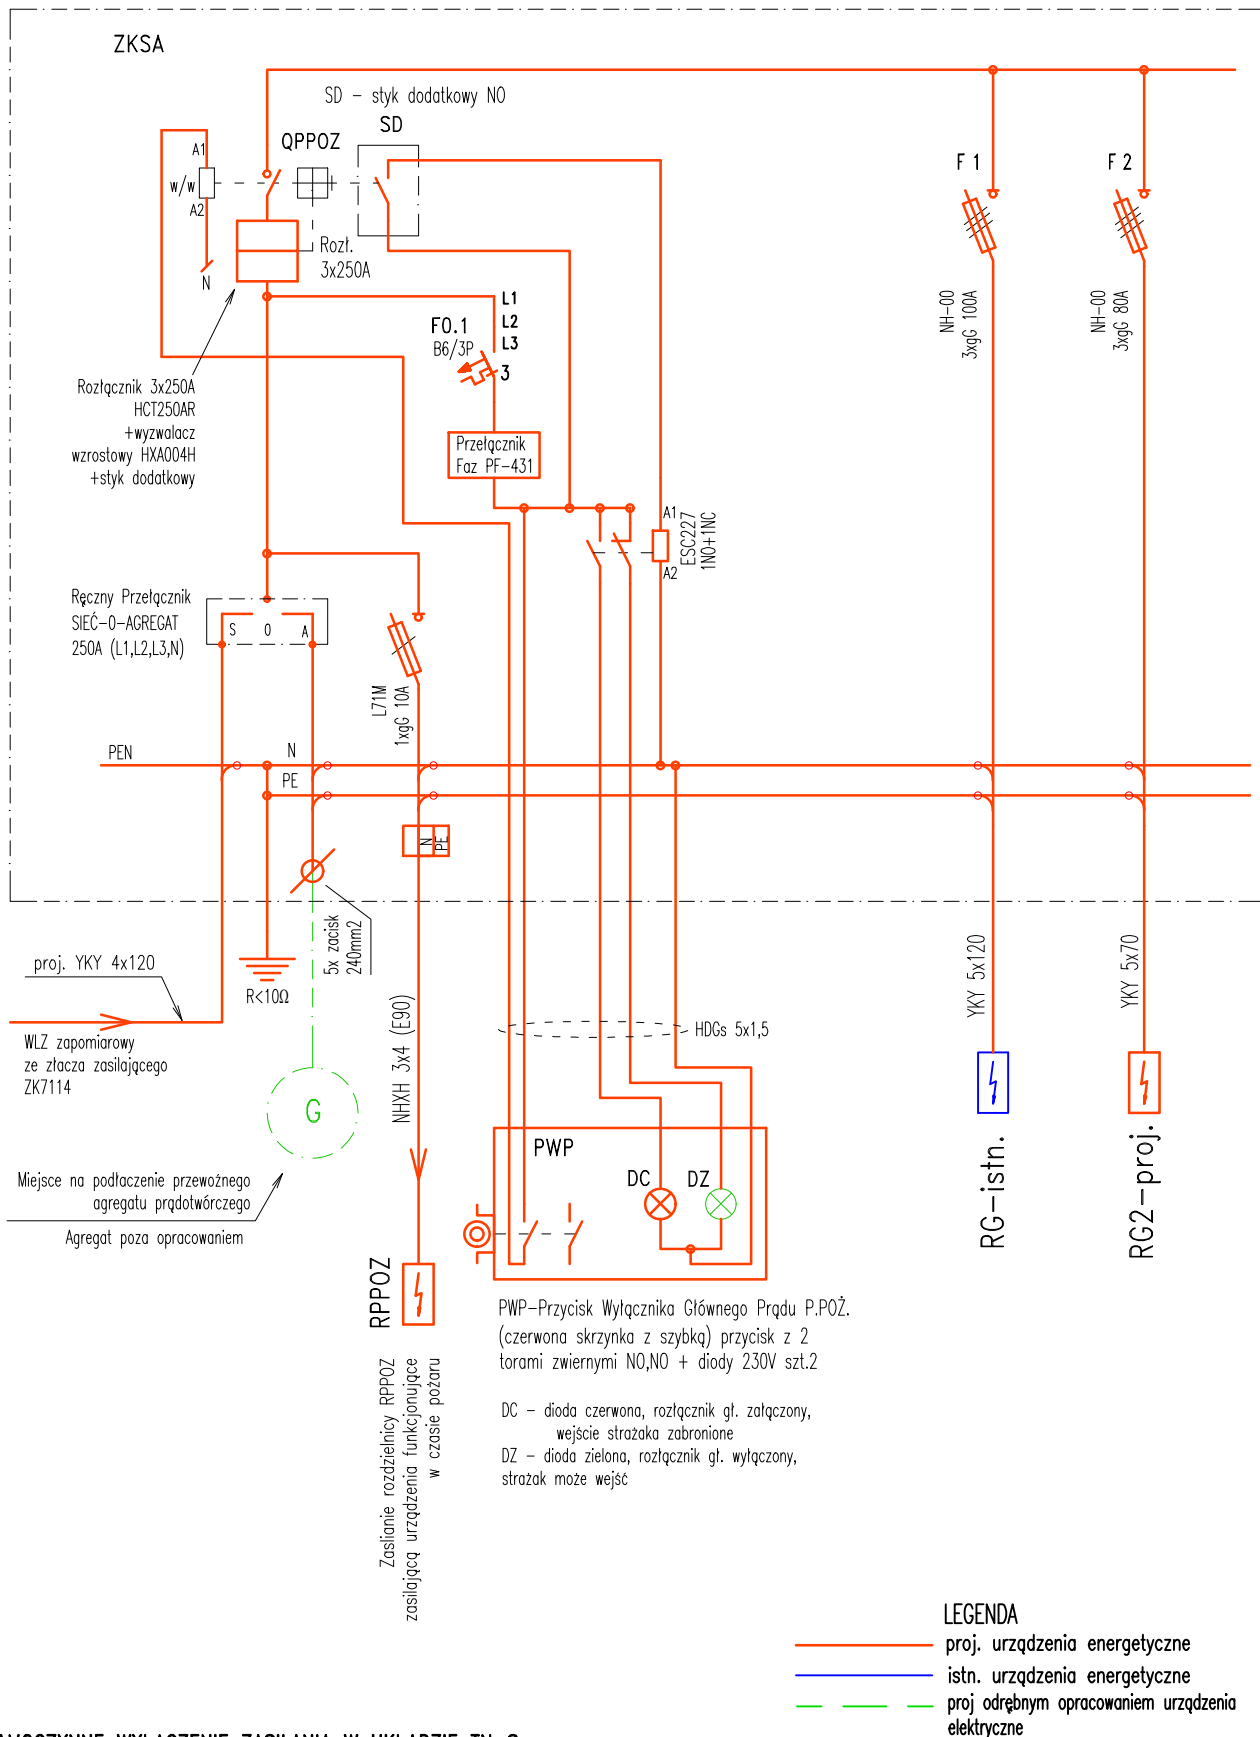 ZKSA
SD – styk dodatkowy NO
SD
QPPOZ
A1
w/w
A2
N
Rozł.
3x250A
F 1
F 2
NH-00
3xgG 100A
NH-00
3xgG 80A
L1
L2
L3
3
F0.1
B6/3P
Rozłącznik 3x250A
HCT250AR
+wyzwalacz
wzrostowy HXA004H
+styk dodatkowy
Przełącznik
Faz PF-431
A1
A2
ESC227
1NO+1NC
Ręczny Przełącznik
SIEĆ-0-AGREGAT
250A (L1,L2,L3,N)
S 0 A
L71M
1xgG 10A
PEN
N
PE
N
PE
5x zacisk
240mm2
proj. YKY 4x120
R<10Ω
WLZ zapomiarowy
ze złacza zasilającego
ZK7114
G
NHXH 3x4 (E90)
HDGs 5x1,5
YKY 5x120
YKY 5x70
Miejsce na podłaczenie przewoźnego
agregatu prądotwórczego
Agregat poza opracowaniem
PWP
DC
DZ
RG-istn.
RG2-proj.
RPPOZ
PWP-Przycisk Wyłącznika Głównego Prądu P.POŻ.
(czerwona skrzynka z szybką) przycisk z 2
torami zwiernymi NO,NO + diody 230V szt.2
Zaslianie rozdzielnicy RPPOZ
zasilającą urządzenia funkcjonujące
w czasie pożaru
DC – dioda czerwona, rozłącznik gł. załączony,
wejście strażaka zabronione
DZ – dioda zielona, rozłącznik gł. wyłączony,
strażak może wejść
LEGENDA
proj. urządzenia energetyczne
istn. urządzenia energetyczne
proj odrębnym opracowaniem urządzenia
elektryczne